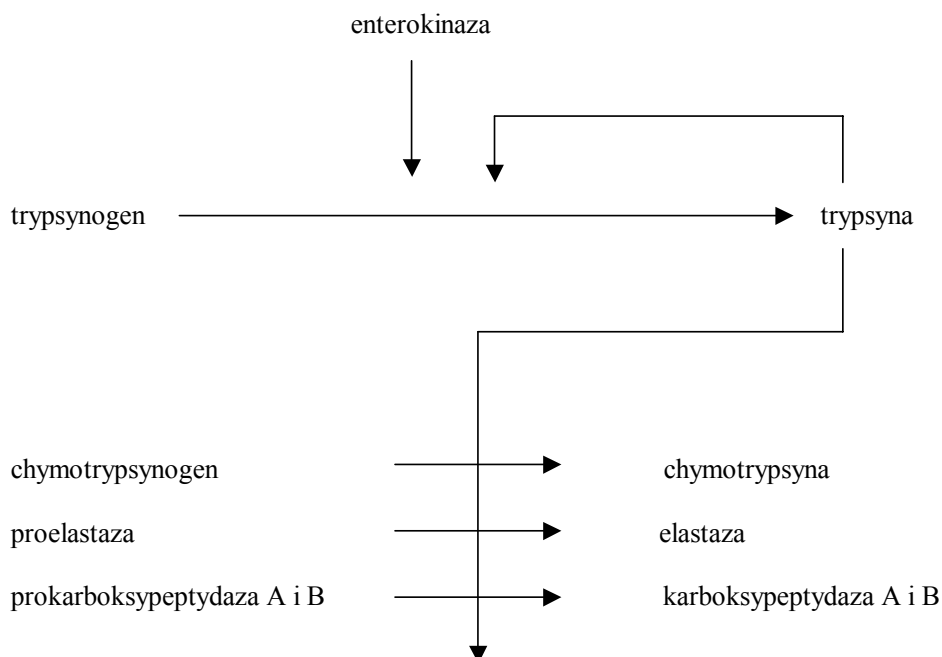 enterokinaza
trypsynogen trypsyna
chymotrypsynogen chymotrypsyna
proelastaza elastaza
prokarboksypeptydaza A i B karboksypeptydaza A i B